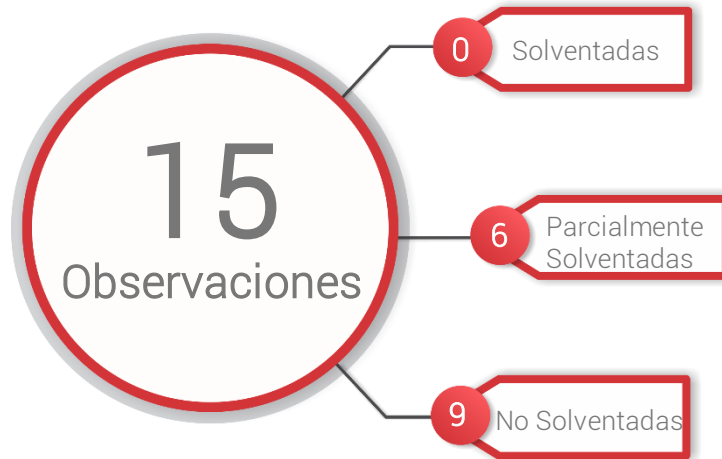 15
Observaciones
0
Solventadas
6
Parcialmente
Solventadas
9
No Solventadas